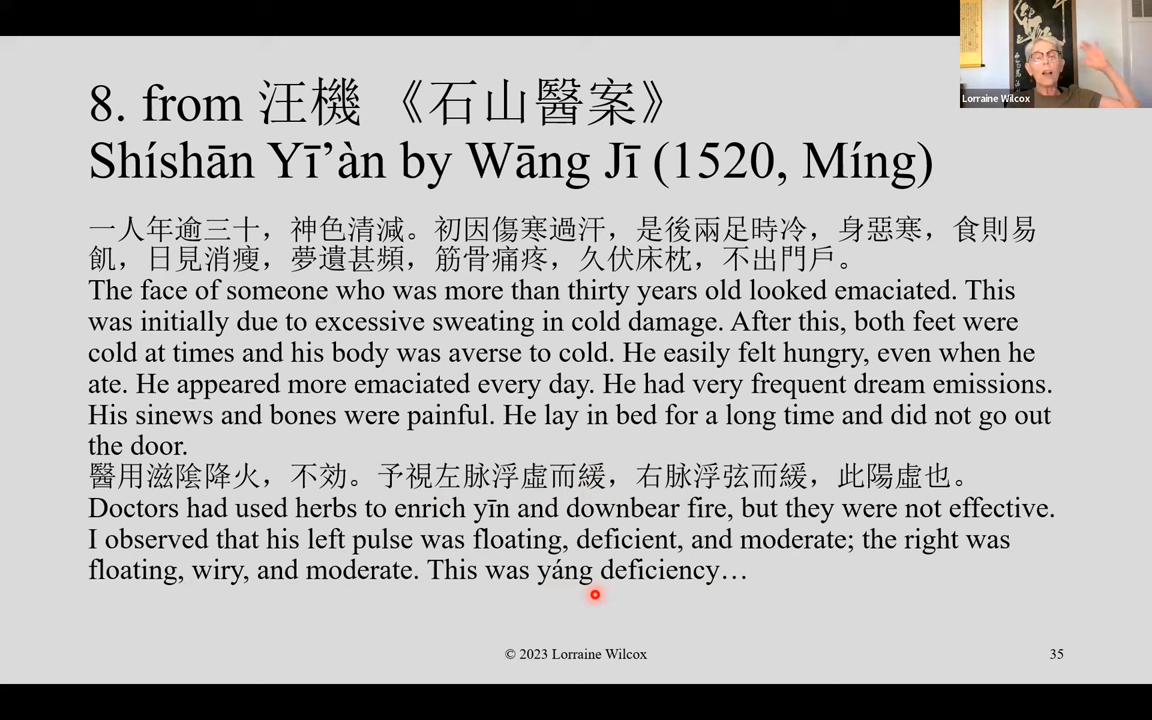 Lorraine Wilcox
8. from 汪機 《石山醫案》
Shíshān Yī’àn by Wāng Jī (1520, Míng)
一人年逾三十，神色清減。初因傷寒過汗，是後兩足時冷，身惡寒，食則易
飢，日見消瘦，夢遺甚頻，筋骨痛疼，久伏床枕，不出門戶。
The face of someone who was more than thirty years old looked emaciated. This
was initially due to excessive sweating in cold damage. After this, both feet were
cold at times and his body was averse to cold. He easily felt hungry, even when he
ate. He appeared more emaciated every day. He had very frequent dream emissions.
His sinews and bones were painful. He lay in bed for a long time and did not go out
the door.
醫用滋陰降火，不効。予視左脉浮虛而緩，右脉浮弦而緩，此陽虛也。
Doctors had used herbs to enrich yīn and downbear fire, but they were not effective.
I observed that his left pulse was floating, deficient, and moderate; the right was
floating, wiry, and moderate. This was yáng deficiency…
© 2023 Lorraine Wilcox
35